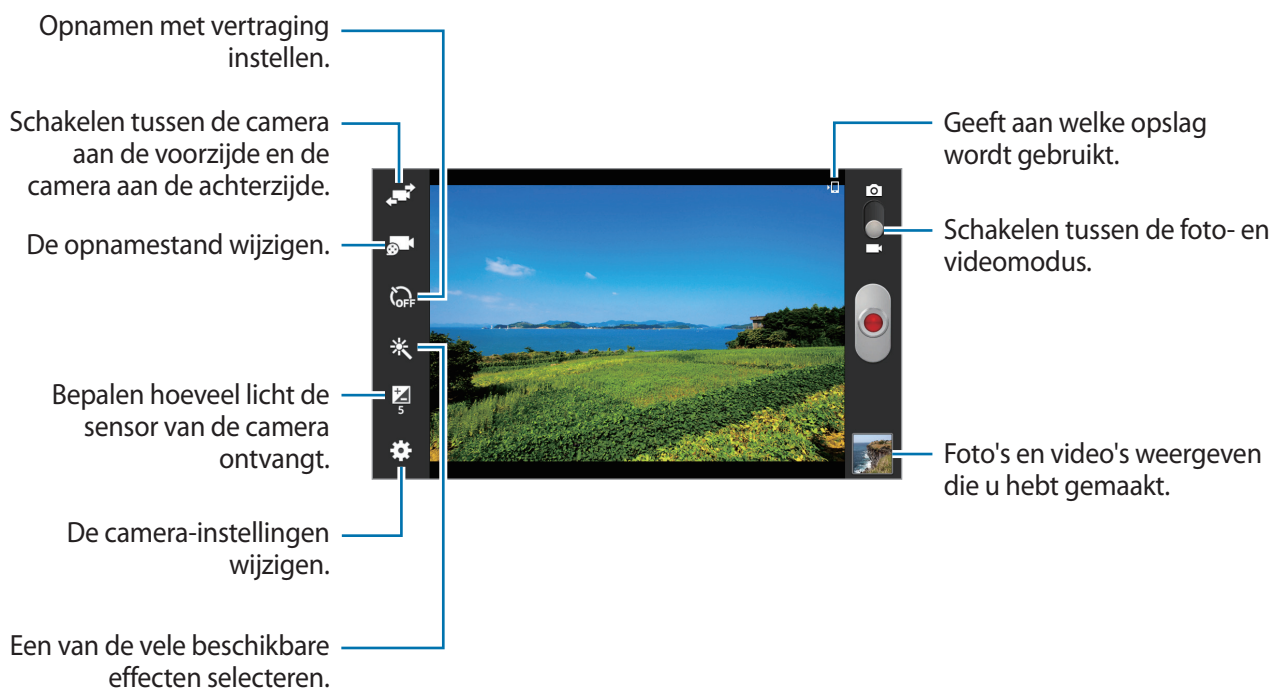 Opnamen met vertraging
instellen.
Schakelen tussen de camera
aan de voorzijde en de
camera aan de achterzijde.
De opnamestand wijzigen.
Bepalen hoeveel licht de
sensor van de camera
ontvangt.
De camera-instellingen
wijzigen.
Een van de vele beschikbare
effecten selecteren.
OFF
5
Geeft aan welke opslag
wordt gebruikt.
Schakelen tussen de foto- en
videomodus.
Foto's en video's weergeven
die u hebt gemaakt.